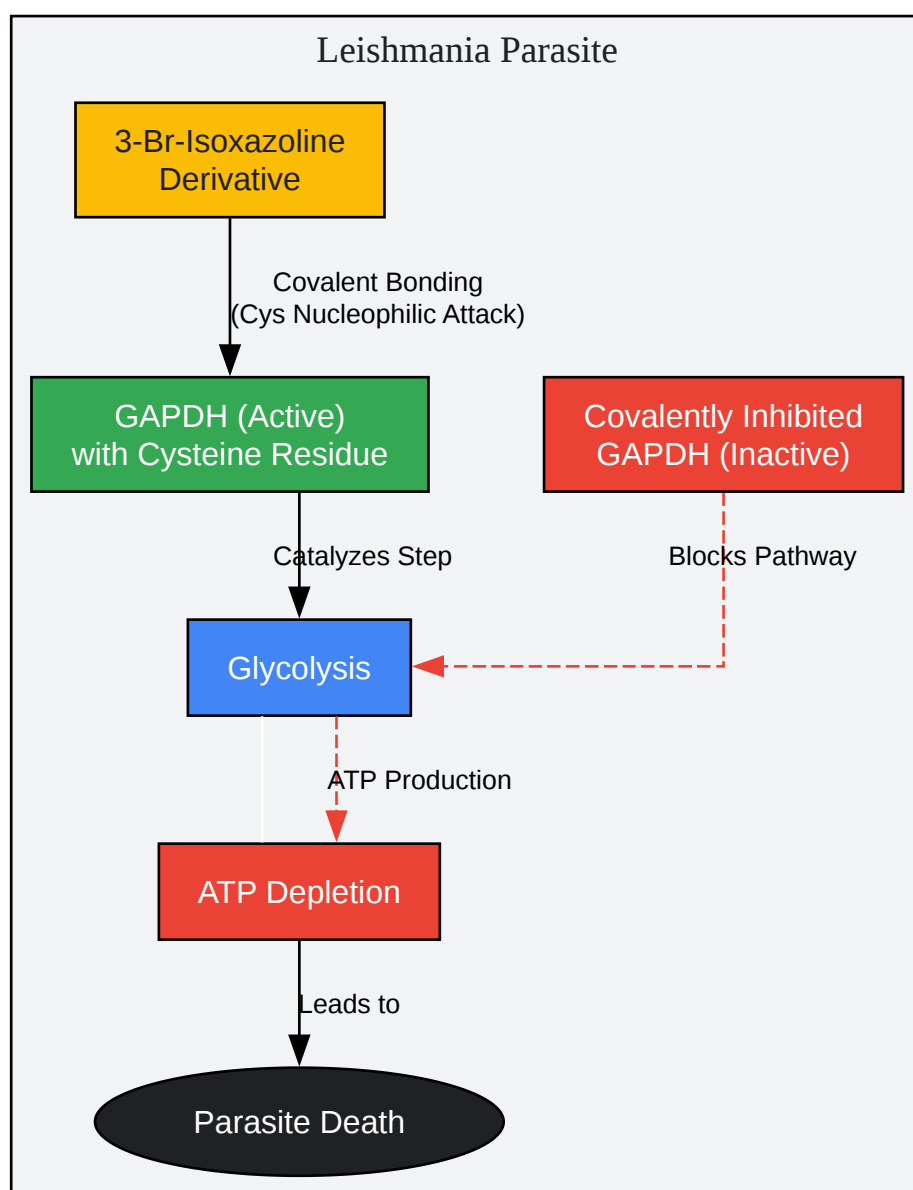 Leishmania Parasite
3-Br-Isoxazoline
Derivative
Covalent Bonding
(Cys Nucleophilic Attack)
GAPDH (Active)
with Cysteine Residue
Covalently Inhibited
GAPDH (Inactive)
Catalyzes Step
Blocks Pathway
Glycolysis
ATP Production
ATP Depletion
Leads to
Parasite Death